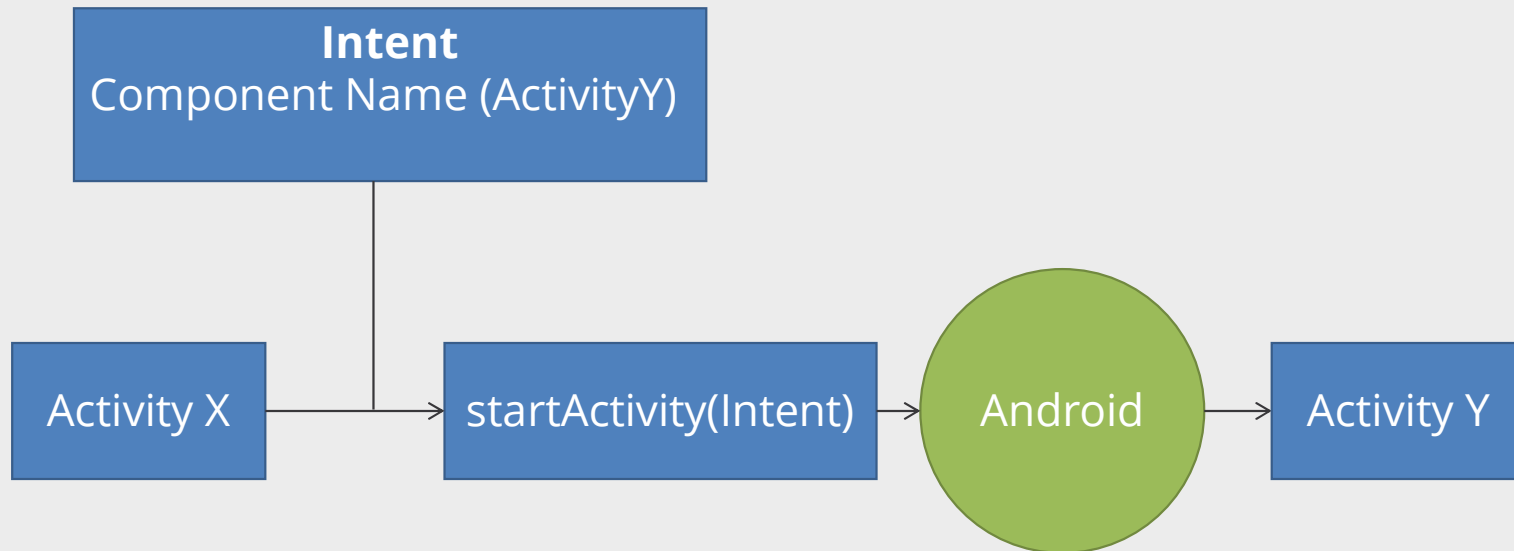 Intent
Component Name (ActivityY)
Activity X
startActivity(Intent)
Android
Activity Y